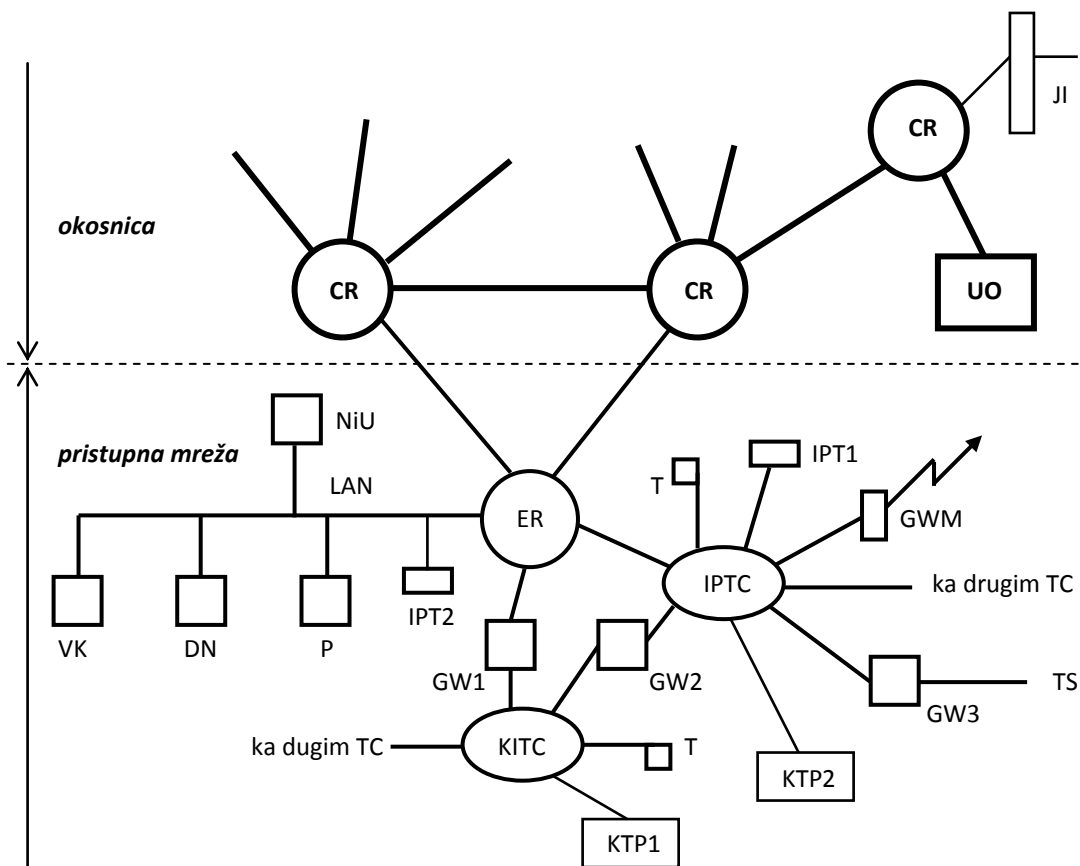 JI
CR
okosnica
CR
CR
UO
NiU
pristupna mreža
LAN
T
IPT1
GWM
ER
IPTC
ka drugim TC
IPT2
VK
DN
P
GW1
GW2
GW3
TS
ka dugim TC
KITC
T
KTP2
KTP1